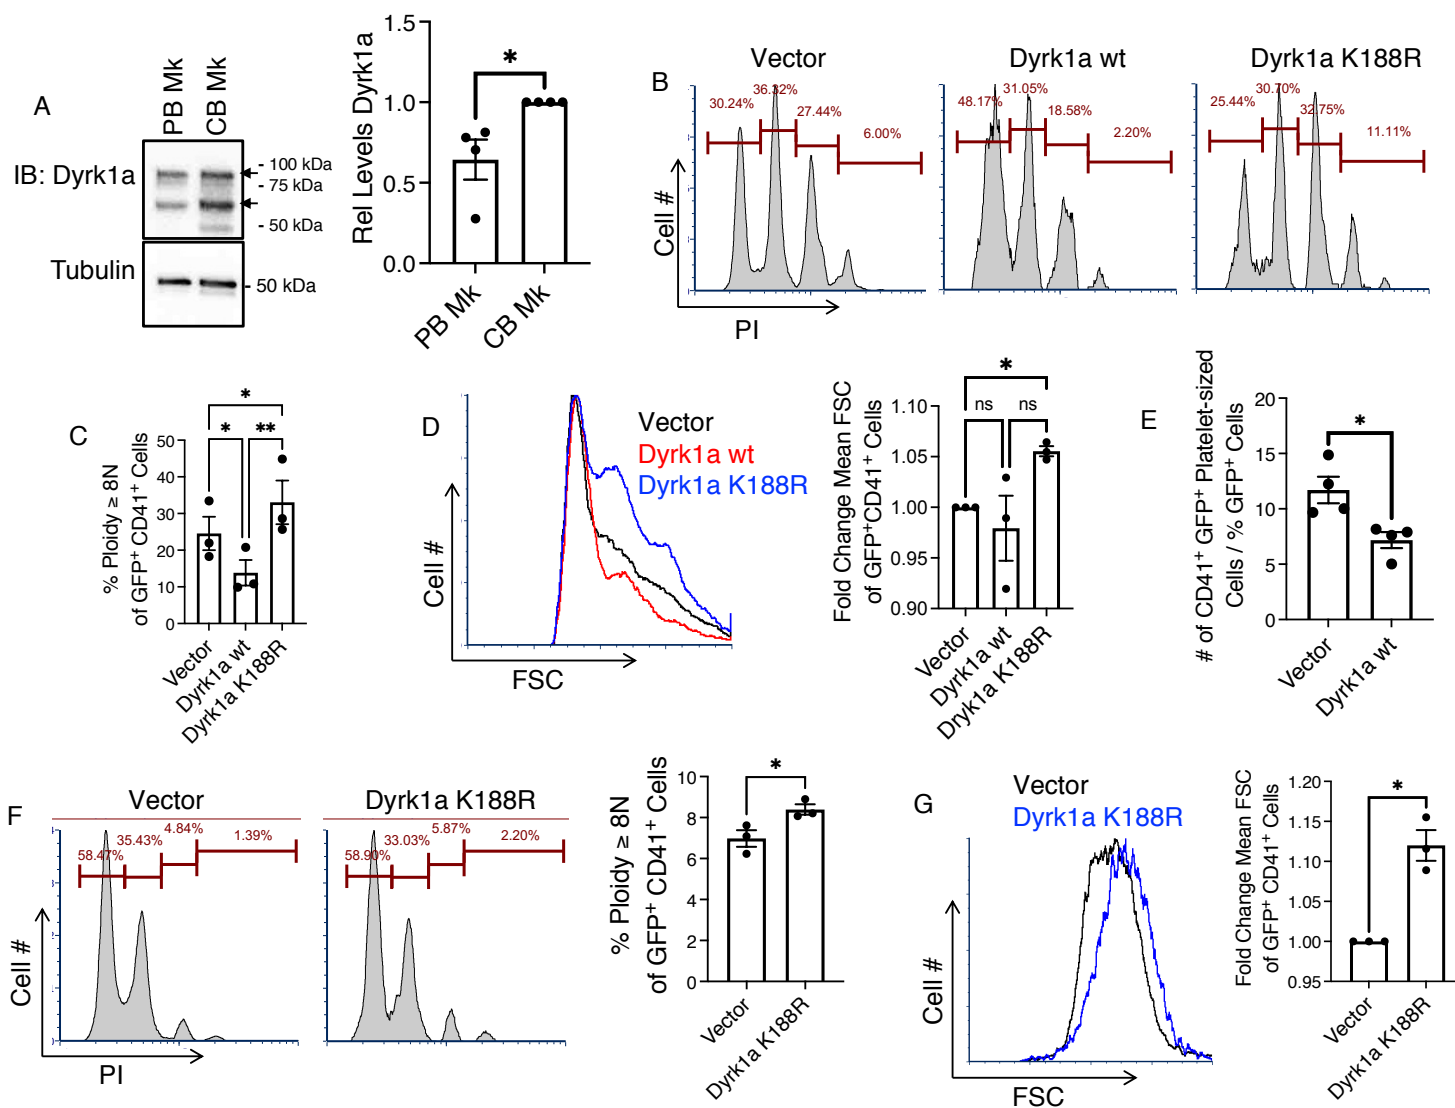 A
PB Mk
CB Mk
IB: Dyrk1a
- 100 kDa
- 75 kDa
- 50 kDa
Tubulin
- 50 kDa
Rel Levels Dyrk1a
1.5
1.0
0.5
0.0
*
PB Mk
CB Mk
B
Vector
30.24%
36.32%
27.44%
6.00%
Dyrk1a wt
48.17%
31.05%
18.58%
2.20%
Dyrk1a K188R
25.44%
30.70%
32.75%
11.11%
Cell #
PI
C
% Ploidy ≥ 8N
of GFP⁺ CD41⁺ Cells
50
40
30
20
10
0
*
*
**
Vector
Dyrk1a wt
Dyrk1a K188R
D
Vector
Dyrk1a wt
Dyrk1a K188R
Cell #
FSC
Fold Change Mean FSC
of GFP⁺CD41⁺ Cells
1.10
1.05
1.00
0.95
0.90
*
ns
ns
Vector
Dyrk1a wt
Dryk1a K188R
E
# of CD41⁺ GFP⁺ Platelet-sized
Cells / % GFP⁺ Cells
20
15
10
5
0
*
Vector
Dyrk1a wt
F
Vector
58.47%
35.43%
4.84%
1.39%
Dyrk1a K188R
58.90%
33.03%
5.87%
2.20%
Cell #
PI
% Ploidy ≥ 8N
of GFP⁺ CD41⁺ Cells
10
8
6
4
2
0
*
Vector
Dyrk1a K188R
G
Vector
Dyrk1a K188R
Cell #
FSC
Fold Change Mean FSC
of GFP⁺ CD41⁺ Cells
1.20
1.15
1.10
1.05
1.00
0.95
*
Vector
Dyrk1a K188R